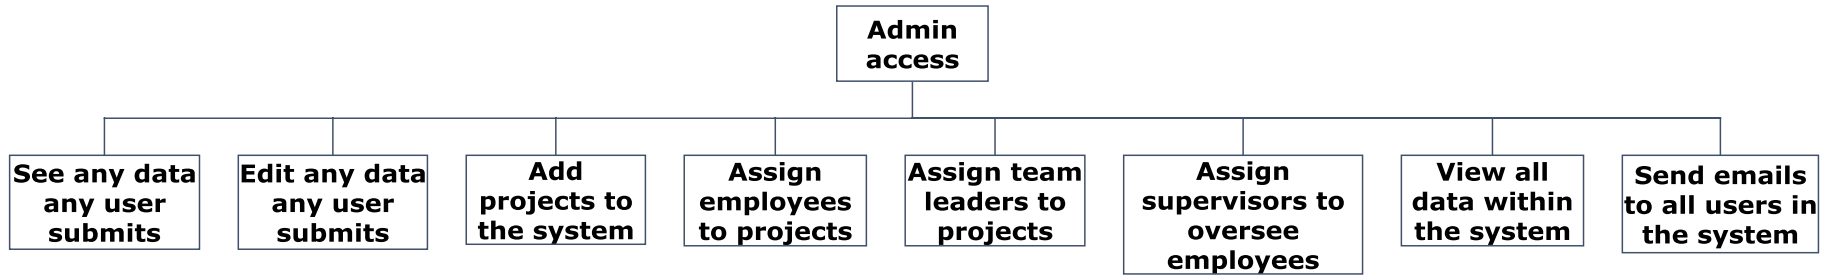 Admin
access
See any data
any user
submits
Edit any data
any user
submits
Add
projects to
the system
Assign
employees
to projects
Assign team
leaders to
projects
Assign
supervisors to
oversee
employees
View all
data within
the system
Send emails
to all users in
the system